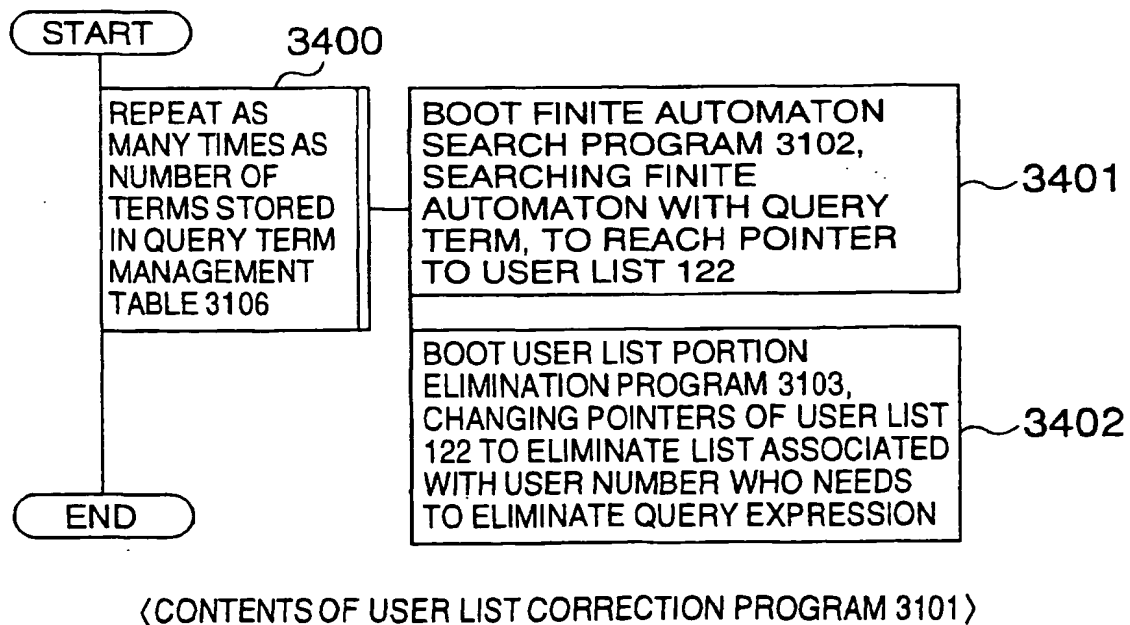 START
3400
REPEAT AS
MANY TIMES AS
NUMBER OF
TERMS STORED
IN QUERY TERM
MANAGEMENT
TABLE 3106
BOOT FINITE AUTOMATON
SEARCH PROGRAM 3102,
SEARCHING FINITE
AUTOMATON WITH QUERY
TERM, TO REACH POINTER
TO USER LIST 122
3401
BOOT USER LIST PORTION
ELIMINATION PROGRAM 3103,
CHANGING POINTERS OF USER LIST
122 TO ELIMINATE LIST ASSOCIATED
WITH USER NUMBER WHO NEEDS
TO ELIMINATE QUERY EXPRESSION
3402
END
〈CONTENTS OF USER LIST CORRECTION PROGRAM 3101〉